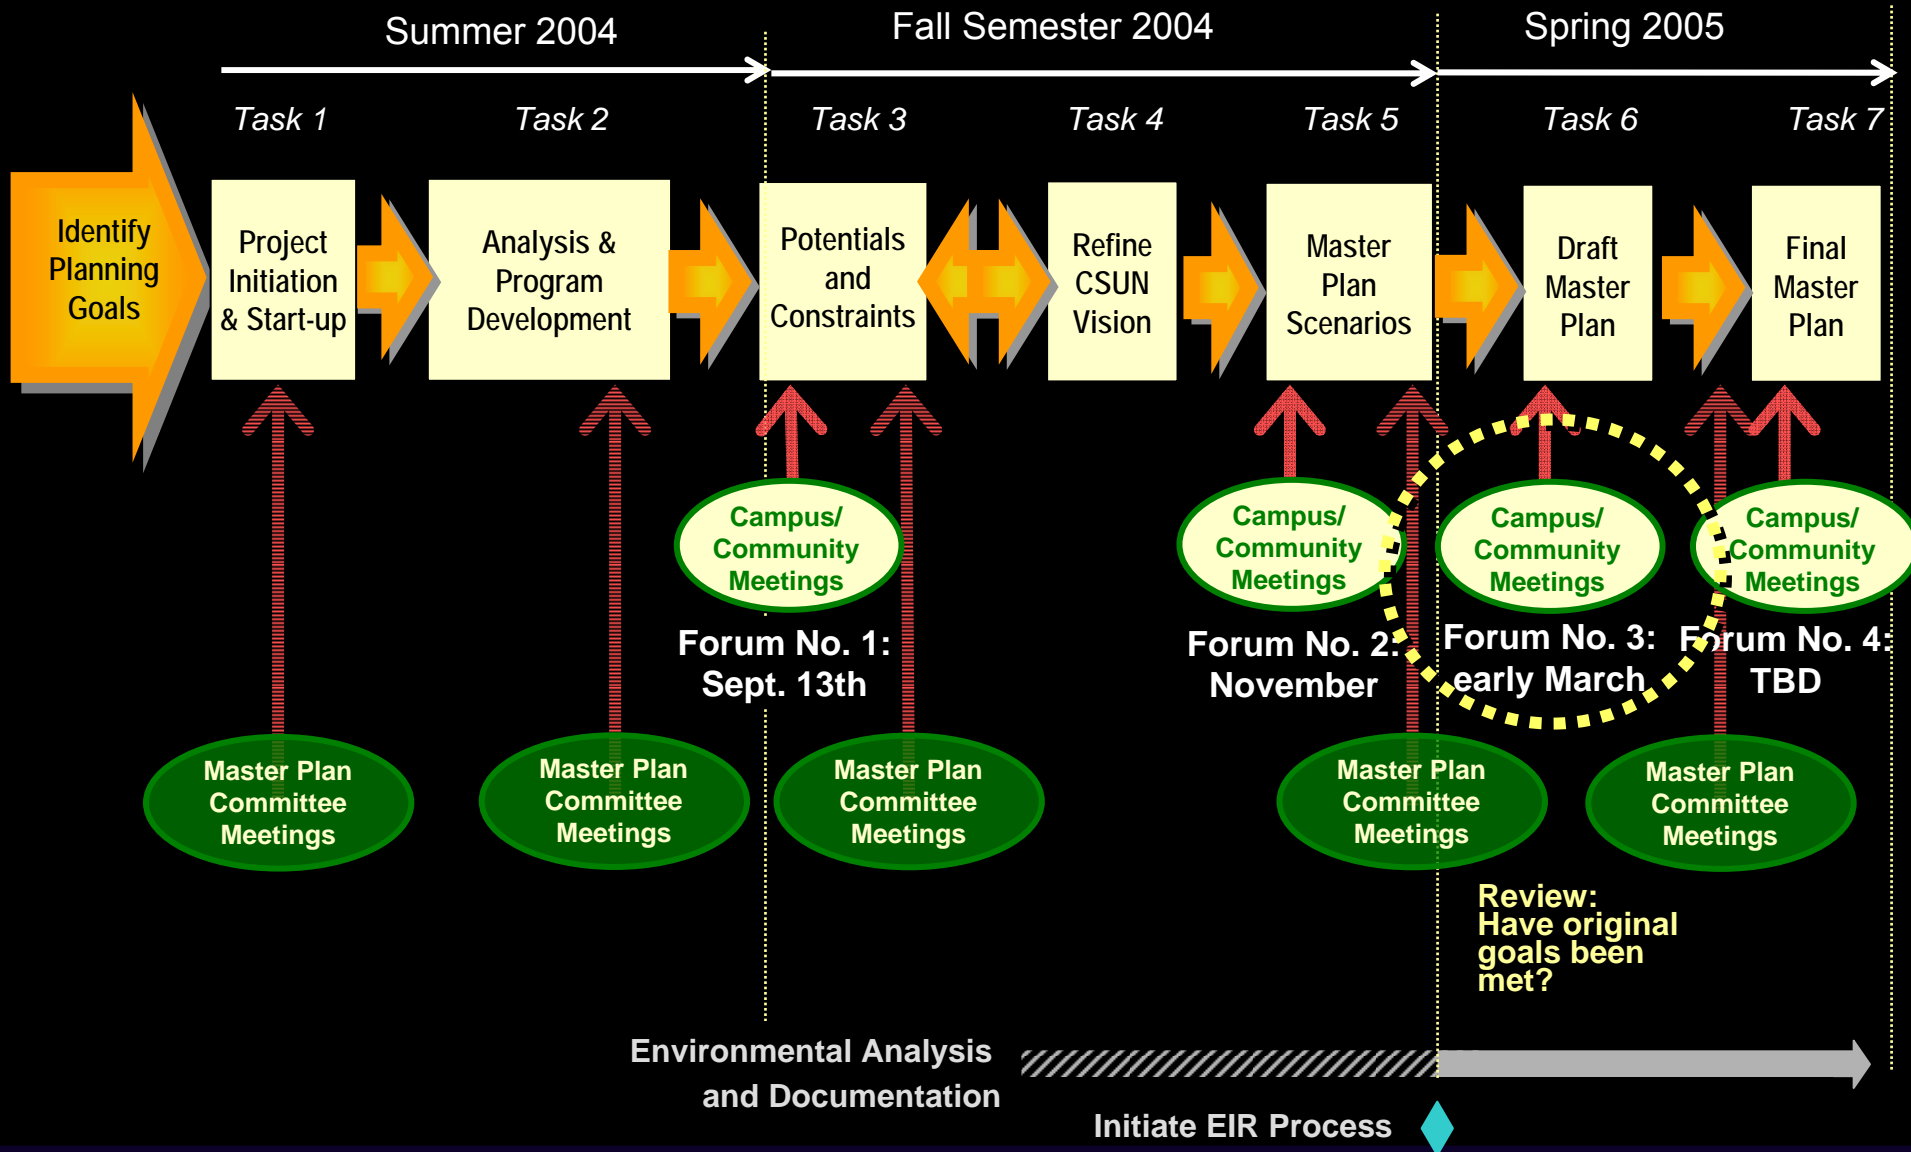 Summer 2004
Fall Semester 2004
Spring 2005
Task 1
Task 2
Task 3
Task 4
Task 5
Task 6
Task 7
Identify
Planning
Goals
Project
Initiation
& Start-up
Analysis &
Program
Development
Potentials
and
Constraints
Refine
CSUN
Vision
Master
Plan
Scenarios
Draft
Master
Plan
Final
Master
Plan
Campus/
Community
Meetings
Campus/
Community
Meetings
Campus/
Community
Meetings
Campus/
Community
Meetings
Forum No. 1:
Sept. 13th
Forum No. 2:
November
Forum No. 3:
early March
Forum No. 4:
TBD
Master Plan
Committee
Meetings
Master Plan
Committee
Meetings
Master Plan
Committee
Meetings
Master Plan
Committee
Meetings
Master Plan
Committee
Meetings
Review:
Have original
goals been
met?
Environmental Analysis
and Documentation
Initiate EIR Process